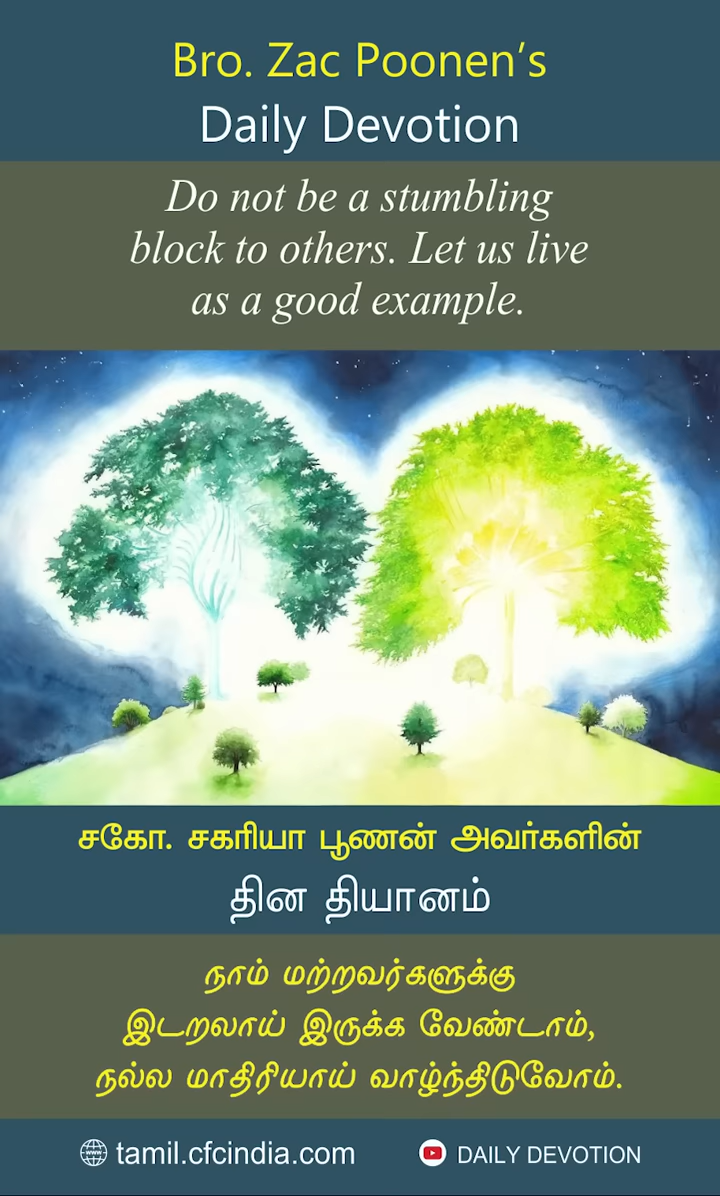 Bro. Zac Poonen's
Daily Devotion
Do not be a stumbling
block to others. Let us live
as a good example.
சகோ. சகரியா பூணன் அவர்களின்
தின தியானம்
நாம் மற்றவர்களுக்கு
இடறலாய் இருக்க வேண்டாம்,
நல்ல மாதிரியாய் வாழ்ந்திடுவோம்.
tamil.cfcindia.com DAILY DEVOTION